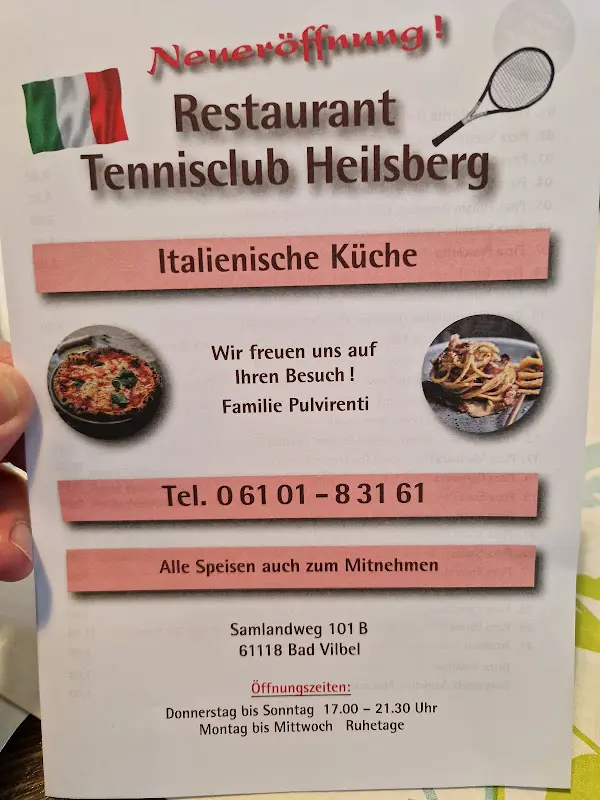 Neueröffnung!
Restaurant
Tennisclub Heilsberg
Italienische Küche
Wir freuen uns auf
Ihren Besuch !
Familie Pulvirenti
Tel. 0 61 01 – 8 31 61
Alle Speisen auch zum Mitnehmen
Samlandweg 101 B
61118 Bad Vilbel
Öffnungszeiten:
Donnerstag bis Sonntag 17.00 – 21.30 Uhr
Montag bis Mittwoch Ruhetage